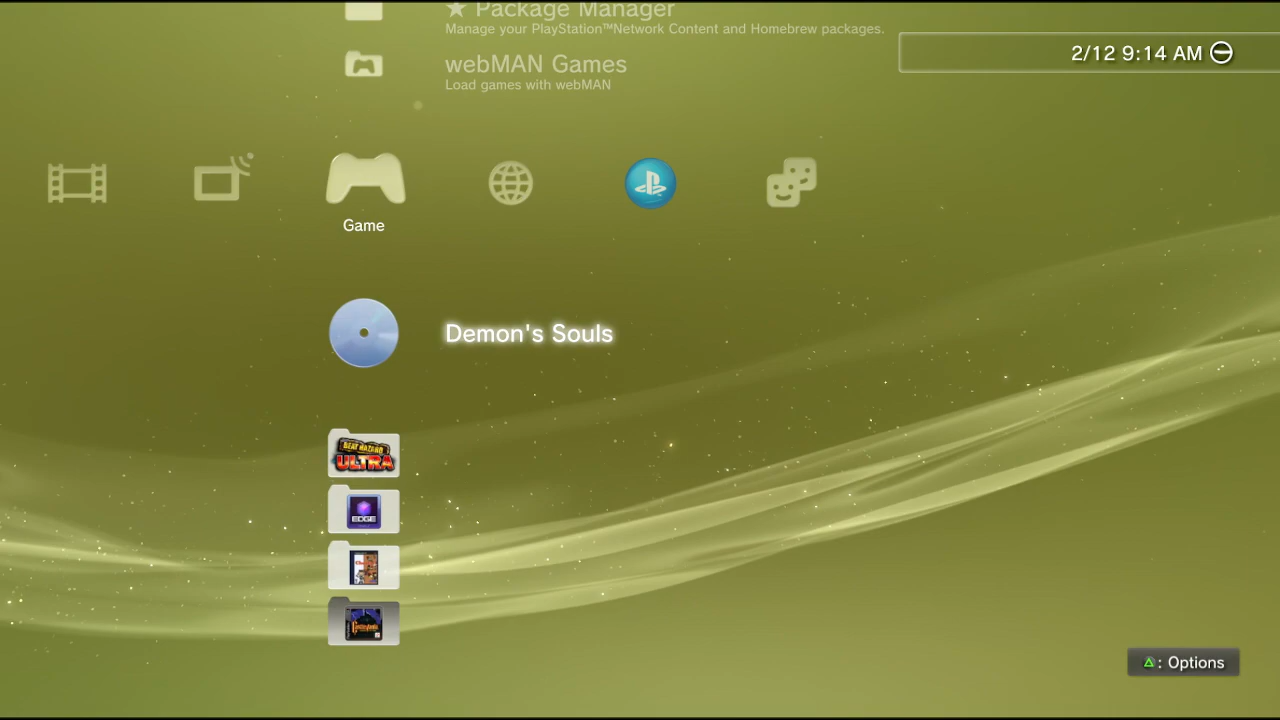 ★ Package Manager
Manage your PlayStation™Network Content and Homebrew packages.
webMAN Games
Load games with webMAN
2/12 9:14 AM
Game
Demon's Souls
BEAT HAZARD
ULTRA
EDGE
Castlevania
: Options